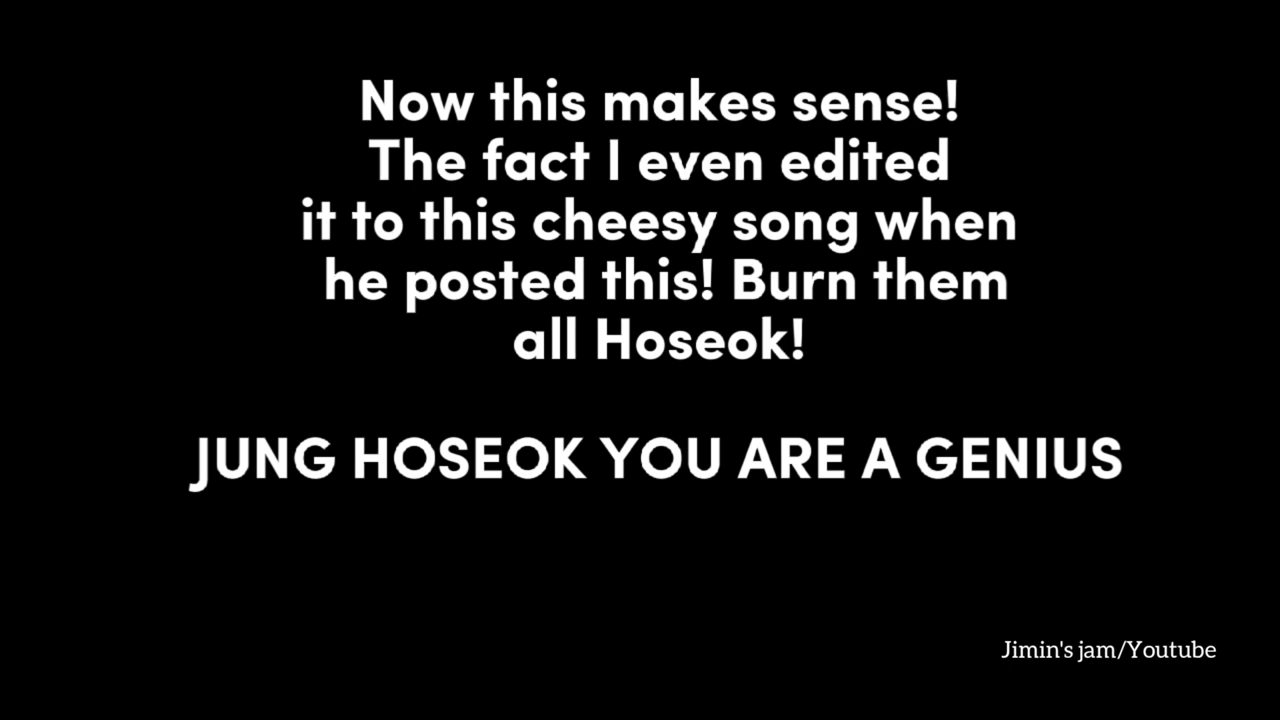 Now this makes sense!
The fact I even edited
it to this cheesy song when
he posted this! Burn them
all Hoseok!
JUNG HOSEOK YOU ARE A GENIUS
Jimin's jam/Youtube